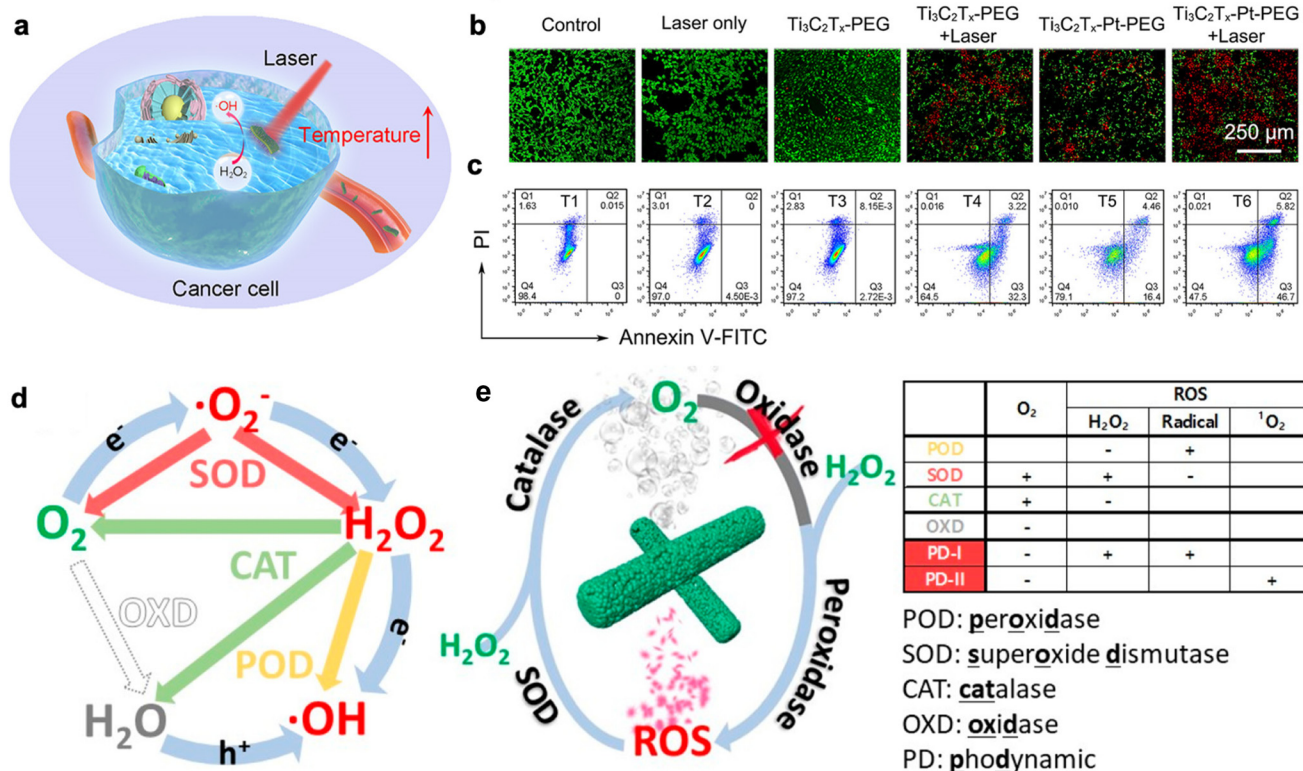 a
Laser
·OH
H₂O₂
Temperature
Cancer cell
b
Control
Laser only
Ti₃C₂Tₓ-PEG
Ti₃C₂Tₓ-PEG
+Laser
Ti₃C₂Tₓ-Pt-PEG
Ti₃C₂Tₓ-Pt-PEG
+Laser
250 μm
c
PI
Q1
1.63
T1
Q2
0.015
Q4
98.4
Q3
0
Q1
3.01
T2
Q2
0
Q4
97.0
Q3
4.50E-3
Q1
2.83
T3
Q2
8.15E-3
Q4
97.2
Q3
2.72E-3
Q1
0.016
T4
Q2
3.22
Q4
64.5
Q3
32.3
Q1
0.010
T5
Q2
4.46
Q4
79.1
Q3
16.4
Q1
0.021
T6
Q2
5.82
Q4
47.5
Q3
46.7
Annexin V-FITC
d
·O₂⁻
e⁻
e⁻
SOD
O₂
H₂O₂
CAT
OXD
POD
e⁻
H₂O
·OH
h⁺
e
O₂
Catalase
Oxidase
H₂O₂
H₂O₂
SOD
Peroxidase
ROS
O₂ ROS
H₂O₂ Radical ¹O₂
POD - +
SOD + + -
CAT + -
OXD -
PD-I - + +
PD-II - +
POD: peroxidase
SOD: superoxide dismutase
CAT: catalase
OXD: oxidase
PD: phodynamic